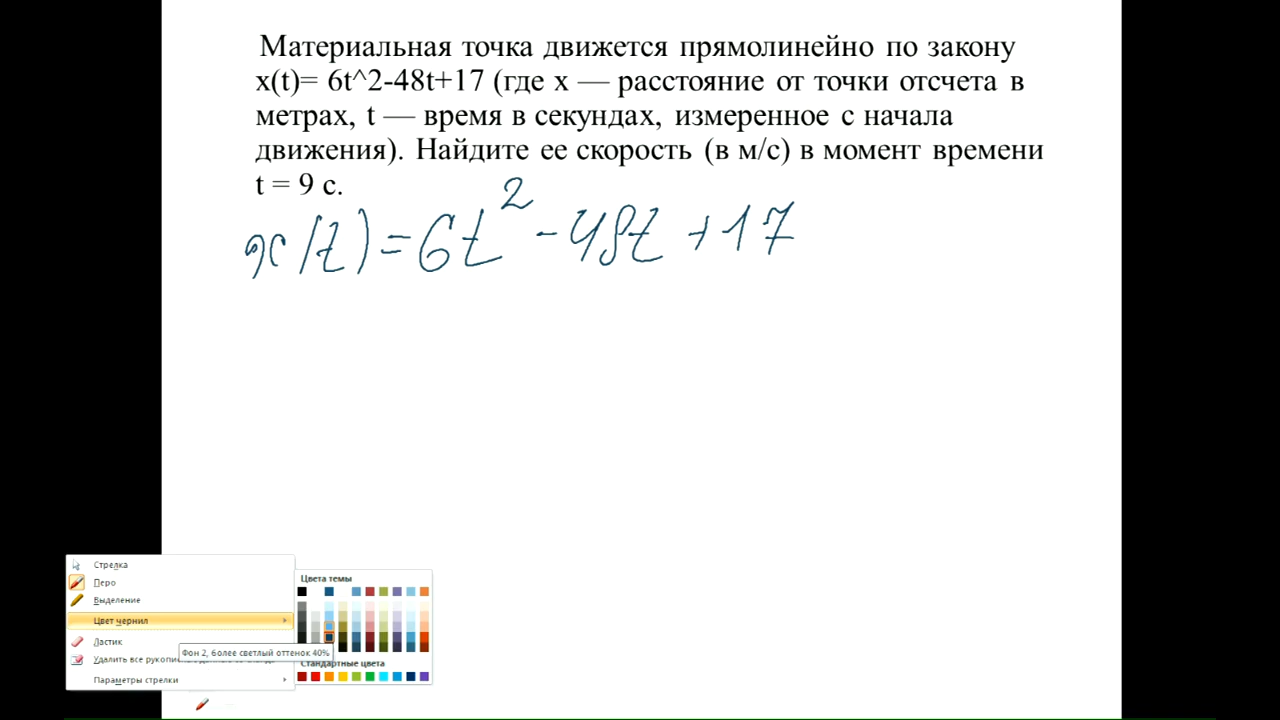 Материальная точка движется прямолинейно по закону
x(t)= 6t^2-48t+17 (где x — расстояние от точки отсчета в
метрах, t — время в секундах, измеренное с начала
движения). Найдите ее скорость (в м/с) в момент времени
t = 9 с.
x(t)=6t²-48t+17
Стрелка
Перо
Выделение
Цвет чернил
Ластик
Удалить все рукопис
Параметры стрелки
Цвета темы
Фон 2, более светлый оттенок 40%
Стандартные цвета